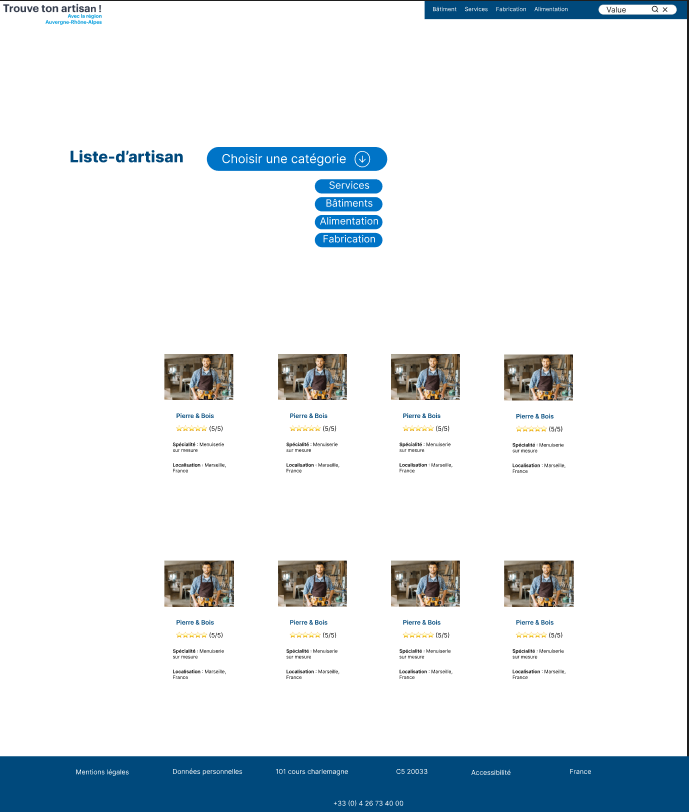 Trouve ton artisan !
Avec la région
Auvergne-Rhône-Alpes
Bâtiment Services Fabrication Alimentation
Value
Liste-d’artisan
Choisir une catégorie
Services
Bâtiments
Alimentation
Fabrication
Pierre & Bois
(5/5)
Spécialité : Menuiserie
sur mesure
Localisation : Marseille,
France
Pierre & Bois
(5/5)
Spécialité : Menuiserie
sur mesure
Localisation : Marseille,
France
Pierre & Bois
(5/5)
Spécialité : Menuiserie
sur mesure
Localisation : Marseille,
France
Pierre & Bois
(5/5)
Spécialité : Menuiserie
sur mesure
Localisation : Marseille,
France
Pierre & Bois
(5/5)
Spécialité : Menuiserie
sur mesure
Localisation : Marseille,
France
Pierre & Bois
(5/5)
Spécialité : Menuiserie
sur mesure
Localisation : Marseille,
France
Pierre & Bois
(5/5)
Spécialité : Menuiserie
sur mesure
Localisation : Marseille,
France
Pierre & Bois
(5/5)
Spécialité : Menuiserie
sur mesure
Localisation : Marseille,
France
Mentions légales Données personnelles 101 cours charlemagne CS 20033 Accessibilité France
+33 (0) 4 26 73 40 00